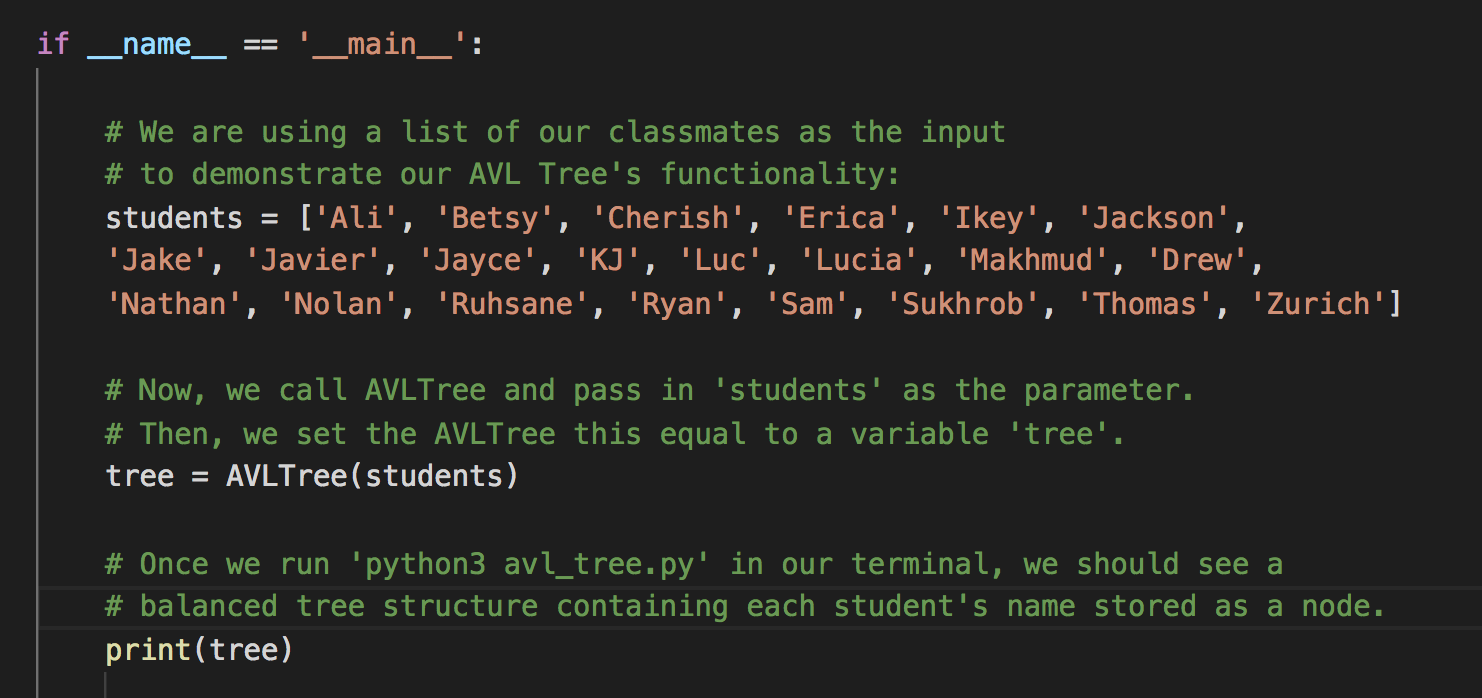 if __name__ == '__main__':
# We are using a list of our classmates as the input
# to demonstrate our AVL Tree's functionality:
students = ['Ali', 'Betsy', 'Cherish', 'Erica', 'Ikey', 'Jackson',
'Jake', 'Javier', 'Jayce', 'KJ', 'Luc', 'Lucia', 'Makhmud', 'Drew',
'Nathan', 'Nolan', 'Ruhsane', 'Ryan', 'Sam', 'Sukhrob', 'Thomas', 'Zurich']
# Now, we call AVLTree and pass in 'students' as the parameter.
# Then, we set the AVLTree this equal to a variable 'tree'.
tree = AVLTree(students)
# Once we run 'python3 avl_tree.py' in our terminal, we should see a
# balanced tree structure containing each student's name stored as a node.
print(tree)